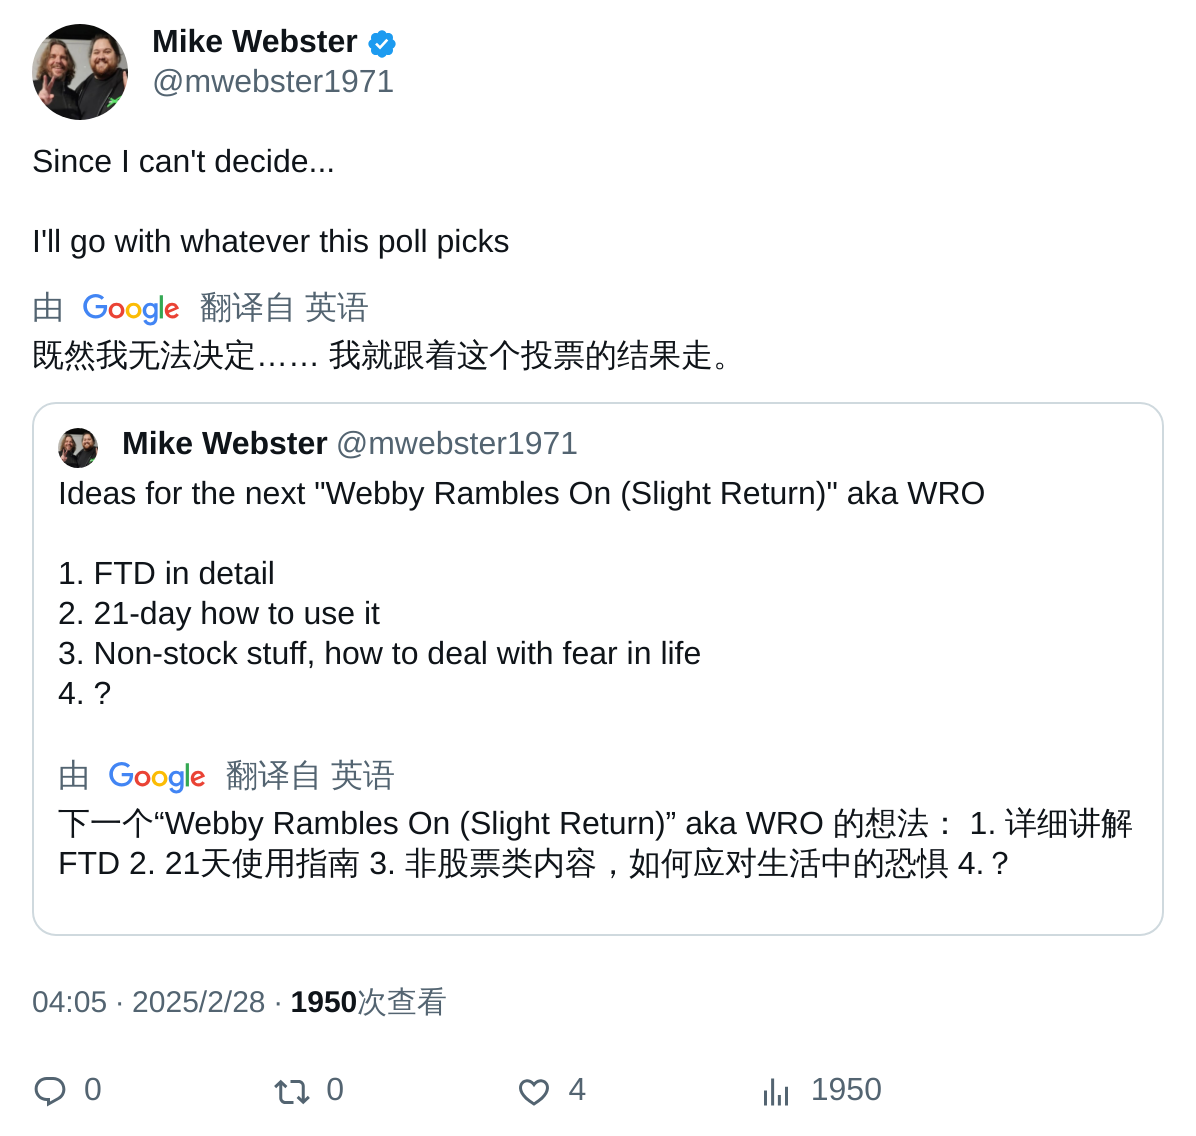 Mike Webster
@mwebster1971
Since I can't decide...
I'll go with whatever this poll picks
由 Google 翻译自 英语
既然我无法决定…… 我就跟着这个投票的结果走。
Mike Webster @mwebster1971
Ideas for the next "Webby Rambles On (Slight Return)" aka WRO
1. FTD in detail
2. 21-day how to use it
3. Non-stock stuff, how to deal with fear in life
4. ?
由 Google 翻译自 英语
下一个“Webby Rambles On (Slight Return)” aka WRO 的想法： 1. 详细讲解
FTD 2. 21天使用指南 3. 非股票类内容，如何应对生活中的恐惧 4.？
04:05 · 2025/2/28 · 1950次查看
0 0 4 1950